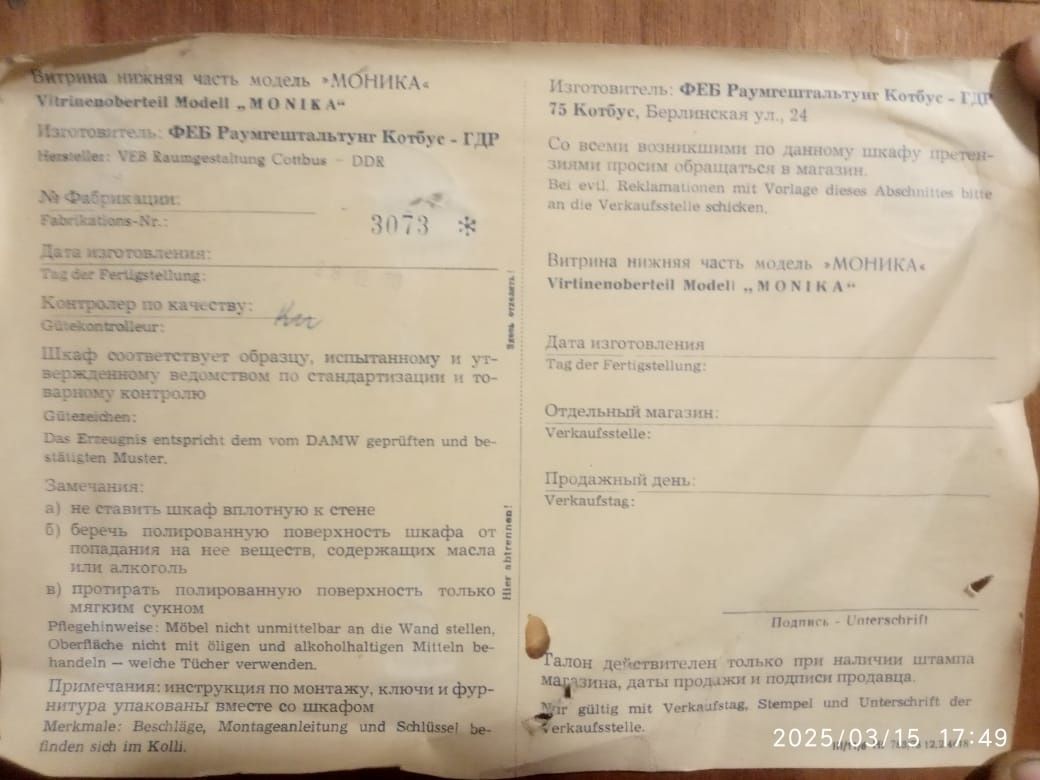 Витрина нижняя часть модель »МОНИКА«
Vitrinenoberteil Modell „MONIKA“
Изготовитель: ФЕБ Раумгештальтунг Котбус - ГДР
Hersteller: VEB Raumgestaltung Cottbus - DDR
№ Фабрикации:
Fabrikations-Nr.:
3073 *
Дата изготовления:
Tag der Fertigstellung:
Контролер по качеству:
Gütekontrolleur:
Шкаф соответствует образцу, испытанному и ут-
вержденному ведомством по стандартизации и то-
варному контролю
Gütezeichen:
Das Erzeugnis entspricht dem vom DAMW geprüften und be-
stätigten Muster.
Замечания:
а) не ставить шкаф вплотную к стене
б) беречь полированную поверхность шкафа от
попадания на нее веществ, содержащих масла
или алкоголь
в) протирать полированную поверхность только
мягким сукном
Pflegehinweise: Möbel nicht unmittelbar an die Wand stellen,
Oberfläche nicht mit öligen und alkoholhaltigen Mitteln be-
handeln — weiche Tücher verwenden.
Примечания: инструкция по монтажу, ключи и фур-
нитура упакованы вместе со шкафом
Merkmale: Beschläge, Montageanleitung und Schlüssel be-
finden sich im Kolli.
Здесь отделить!
Hier abtrennen!
Изготовитель: ФЕБ Раумгештальтунг Котбус - ГДР
75 Котбус, Берлинская ул., 24
Со всеми возникшими по данному шкафу претен-
зиями просим обращаться в магазин.
Bei evtl. Reklamationen mit Vorlage dieses Abschnittes bitte
an die Verkaufsstelle schicken.
Витрина нижняя часть модель »МОНИКА«
Virtinenoberteil Modell „MONIKA“
Дата изготовления
Tag der Fertigstellung:
Отдельный магазин:
Verkaufsstelle:
Продажный день:
Verkaufstag:
Подпись - Unterschrift
Талон действителен только при наличии штампа
магазина, даты продажи и подписи продавца.
Nur gültig mit Verkaufstag, Stempel und Unterschrift der
Verkaufsstelle.
2025/03/15 17:49